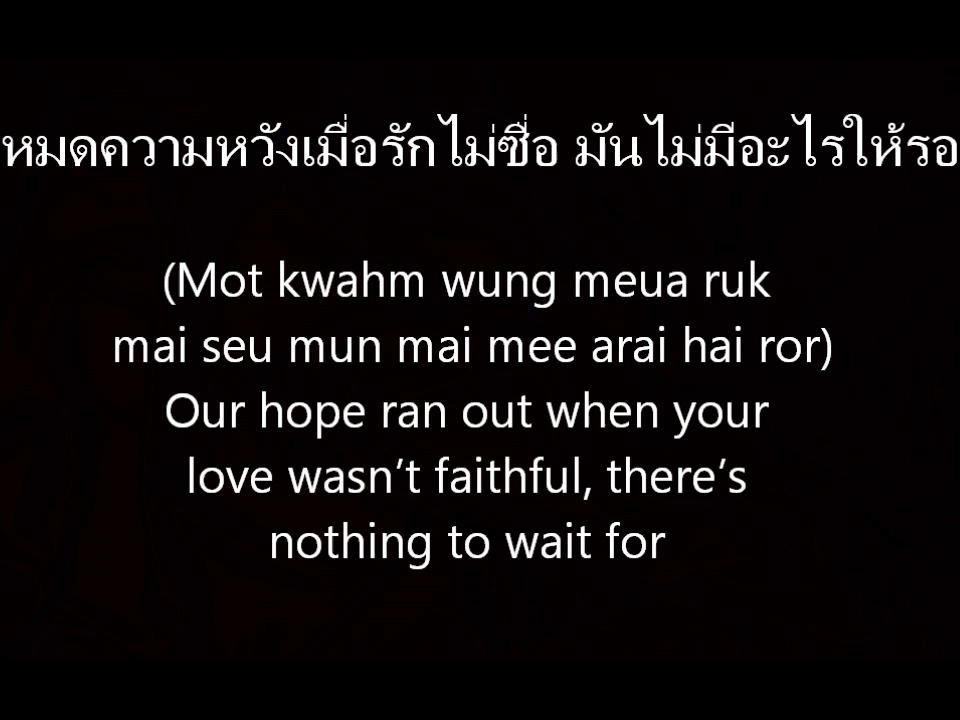 หมดความหวังเมื่อรักไม่ซื่อ มันไม่มีอะไรให้รอ
(Mot kwahm wung meua ruk
mai seu mun mai mee arai hai ror)
Our hope ran out when your
love wasn’t faithful, there’s
nothing to wait for